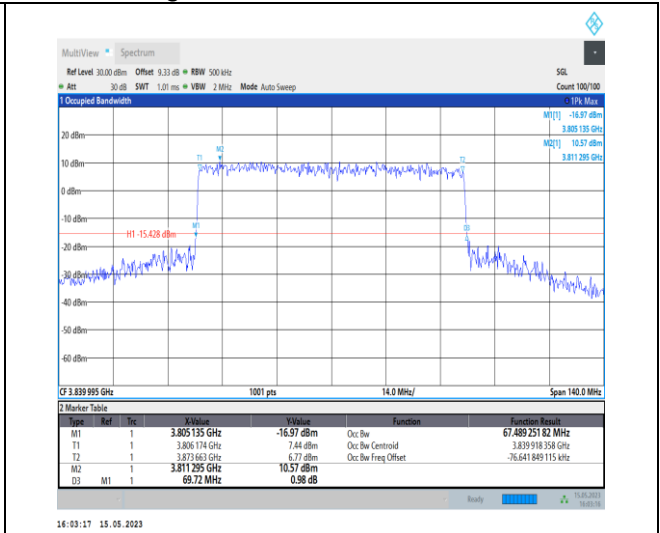 MultiView Spectrum
Ref Level 30.00 dBm Offset 9.33 dB RBW 500 kHz SGL
Att 30 dB SWT 1.01 ms VBW 2 MHz Mode Auto Sweep Count 100/100
1 Occupied Bandwidth 1Pk Max
M1[1] -16.97 dBm
3.805 135 GHz
M2[1] 10.57 dBm
3.811 295 GHz
20 dBm
M2
T1
T2
10 dBm
0 dBm
-10 dBm
M1
D3
H1 -15.428 dBm
-20 dBm
-30 dBm
-40 dBm
-50 dBm
-60 dBm
CF 3.839 995 GHz 1001 pts 14.0 MHz/ Span 140.0 MHz
2 Marker Table
Type Ref Trc X-Value Y-Value Function Function Result
M1 1 3.805 135 GHz -16.97 dBm Occ Bw 67.489 251 82 MHz
T1 1 3.806 174 GHz 7.44 dBm Occ Bw Centroid 3.839 918 358 GHz
T2 1 3.873 663 GHz 6.77 dBm Occ Bw Freq Offset -76.641 849 115 kHz
M2 1 3.811 295 GHz 10.57 dBm
D3 M1 1 69.72 MHz 0.98 dB
Ready 15.05.2023
16:03:16
16:03:17 15.05.2023